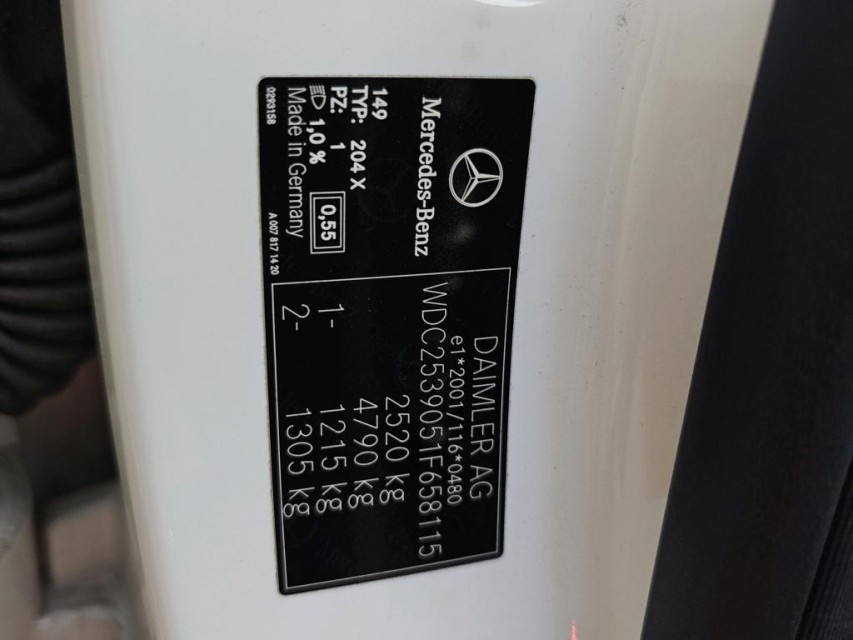 Mercedes-Benz
149
TYP: 204 X
PZ: 1
1,0 %
0,55
Made in Germany
0293158
A 007 817 14 20
DAIMLER AG
e1*2001/116*0480
WDC2539051F658115
2520 kg
4790 kg
1- 1215 kg
2- 1305 kg